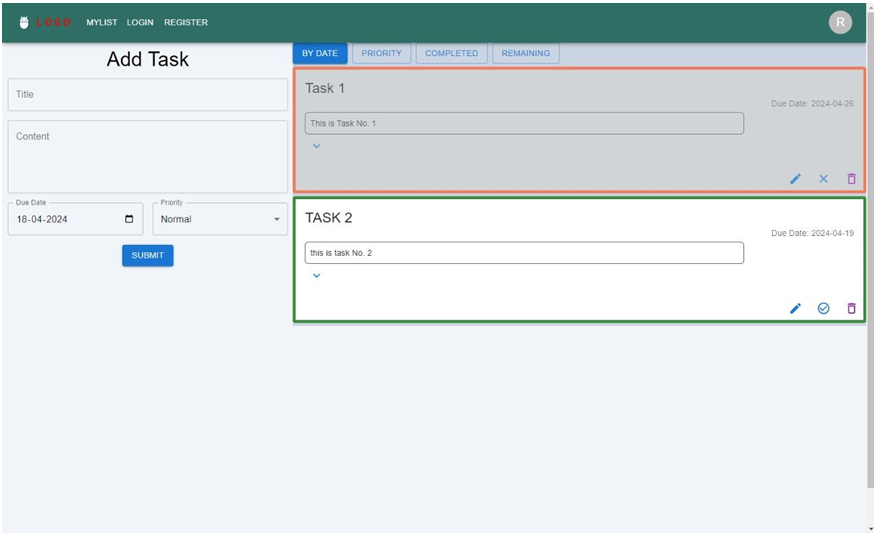 LOGO MYLIST LOGIN REGISTER R
Add Task
Title
Content
Due Date Priority
18-04-2024 Normal
SUBMIT
BY DATE PRIORITY COMPLETED REMAINING
Task 1
Due Date: 2024-04-26
This is Task No. 1
TASK 2
Due Date: 2024-04-19
this is task No. 2